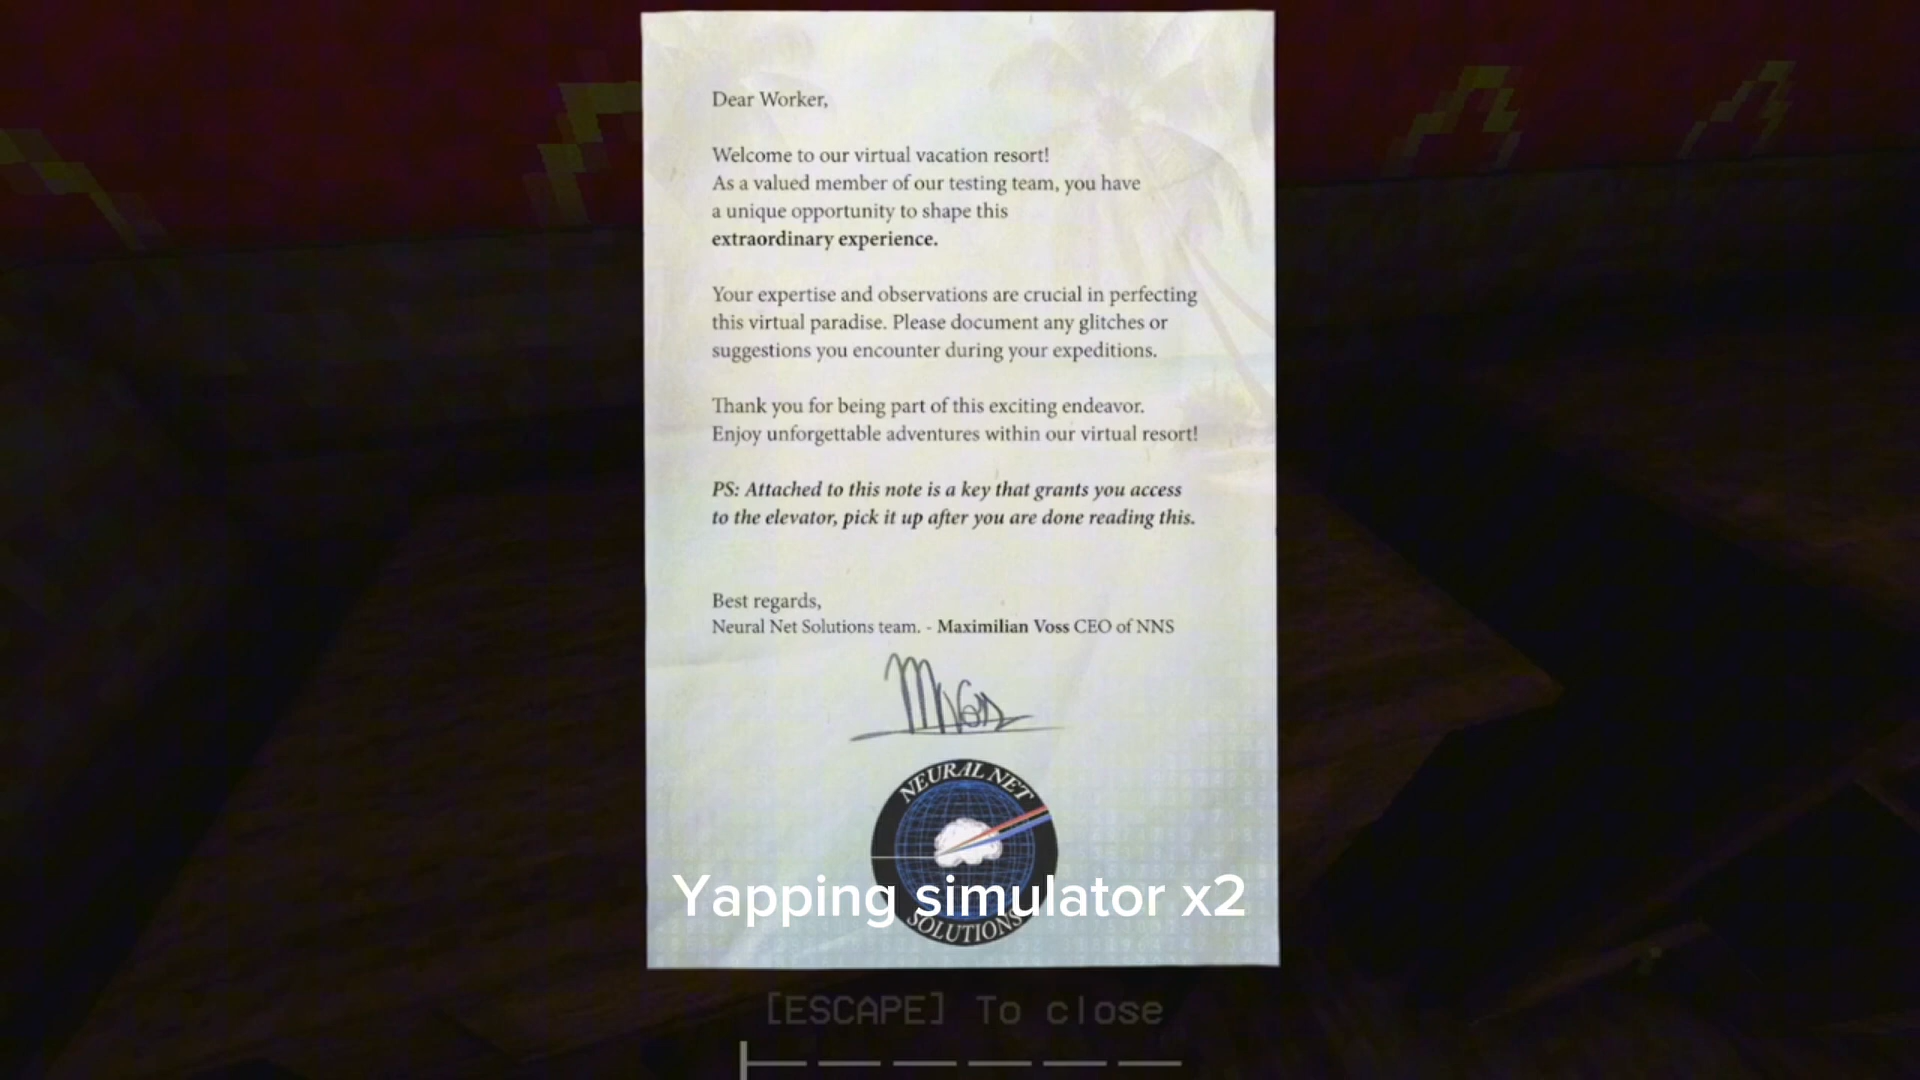 Dear Worker,
Welcome to our virtual vacation resort!
As a valued member of our testing team, you have
a unique opportunity to shape this
extraordinary experience.
Your expertise and observations are crucial in perfecting
this virtual paradise. Please document any glitches or
suggestions you encounter during your expeditions.
Thank you for being part of this exciting endeavor.
Enjoy unforgettable adventures within our virtual resort!
PS: Attached to this note is a key that grants you access
to the elevator, pick it up after you are done reading this.
Best regards,
Neural Net Solutions team. - Maximilian Voss CEO of NNS
MVoss
NEURAL NET
Yapping simulator x2
SOLUTIONS
[ESCAPE] To close